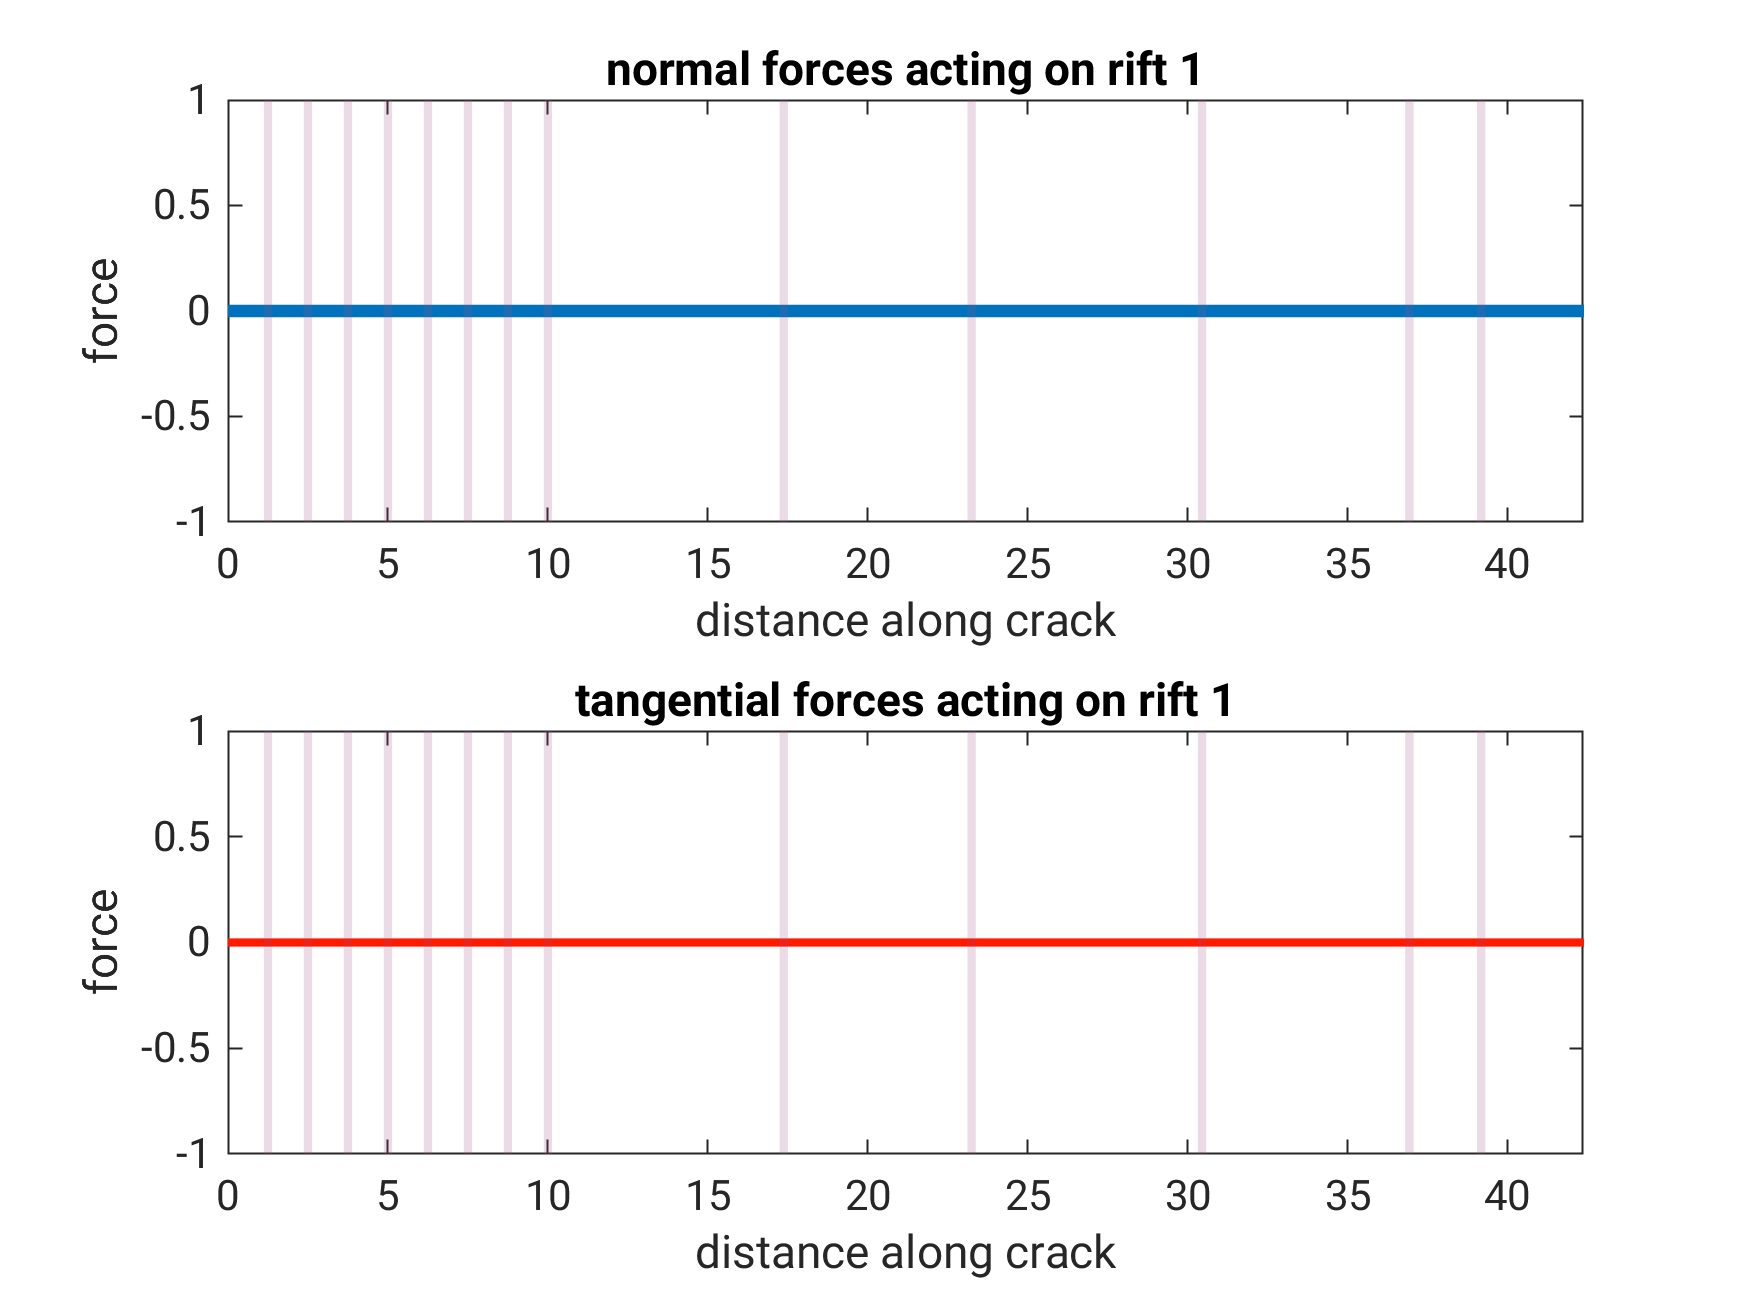 normal forces acting on rift 1
1
0.5
0
-0.5
-1
force
0 5 10 15 20 25 30 35 40
distance along crack
tangential forces acting on rift 1
1
0.5
0
-0.5
-1
force
0 5 10 15 20 25 30 35 40
distance along crack